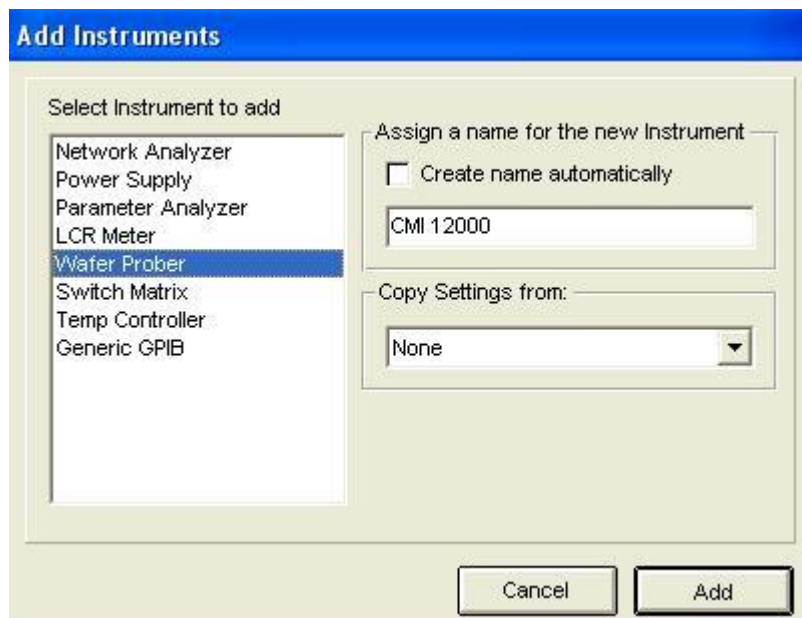 Add Instruments
Select Instrument to add
Network Analyzer
Power Supply
Parameter Analyzer
LCR Meter
Wafer Prober
Switch Matrix
Temp Controller
Generic GPIB
Assign a name for the new Instrument
Create name automatically
CMI 12000
Copy Settings from:
None
Cancel
Add